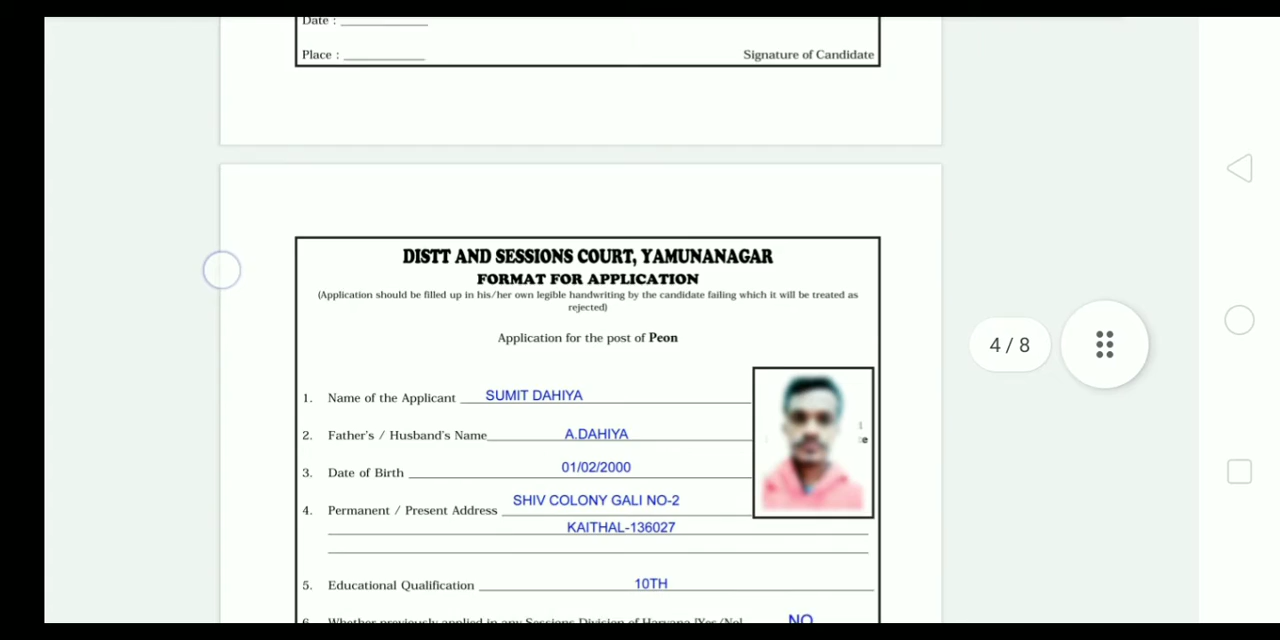 Date : ____________
Place : ____________ Signature of Candidate
DISTT AND SESSIONS COURT, YAMUNANAGAR
FORMAT FOR APPLICATION
(Application should be filled up in his/her own legible handwriting by the candidate failing which it will be treated as
rejected)
Application for the post of Peon
1. Name of the Applicant SUMIT DAHIYA
2. Father's / Husband's Name A.DAHIYA
3. Date of Birth 01/02/2000
4. Permanent / Present Address SHIV COLONY GALI NO-2
KAITHAL-136027
5. Educational Qualification 10TH
6. Whether previously applied in any Sessions Division of Haryana [Yes/No] NO
4 / 8